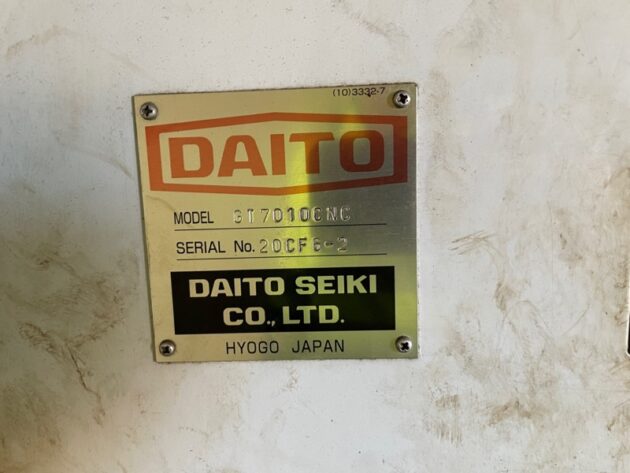 (10)3332-7
DAITO
MODEL GT7010CNC
SERIAL No. 20CF6-2
DAITO SEIKI
CO., LTD.
HYOGO JAPAN